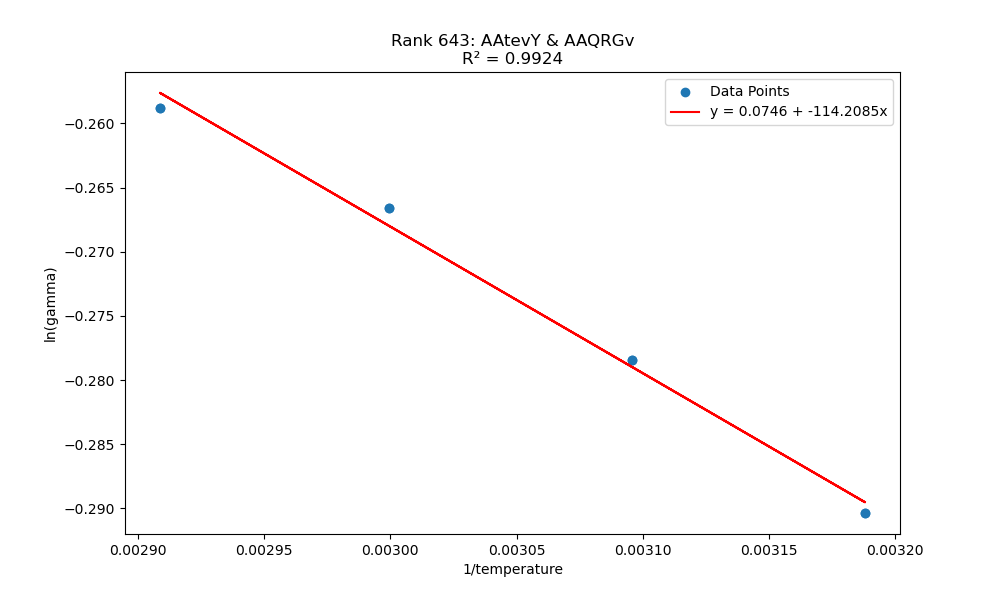 Rank 643: AAtevY & AAQRGv
R² = 0.9924
Data Points
y = 0.0746 + -114.2085x
−0.260
−0.265
−0.270
−0.275
−0.280
−0.285
−0.290
ln(gamma)
0.00290 0.00295 0.00300 0.00305 0.00310 0.00315 0.00320
1/temperature